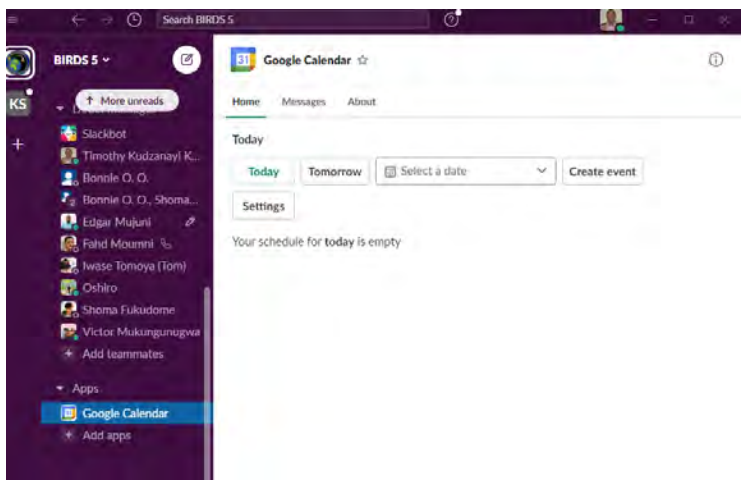 Search BIRDS 5
BIRDS 5
KS
↑ More unreads
Slackbot
Timothy Kudzanayi K...
Bonnie O. O.
2 Bonnie O. O., Shoma...
Edgar Mujuni
Fahd Moumni
Iwase Tomoya (Tom)
Oshiro
Shoma Fukudome
Victor Mukungunugwa
+ Add teammates
Apps
Google Calendar
+ Add apps
31 Google Calendar
Home Messages About
Today
Today Tomorrow Select a date Create event
Settings
Your schedule for today is empty